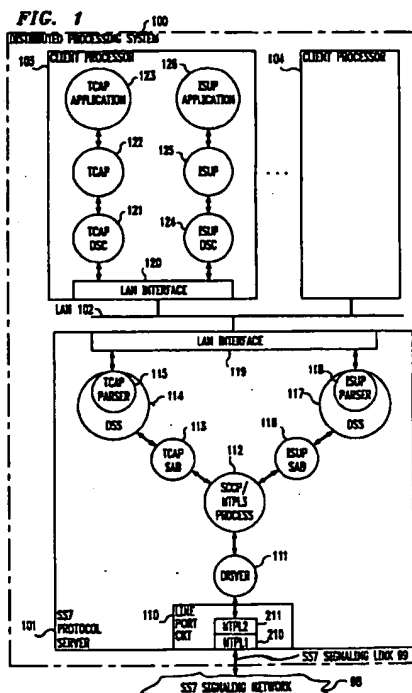 FIG. 1
100
DISTRIBUTED PROCESSING SYSTEM
103
CLIENT PROCESSOR
123
126
104
CLIENT PROCESSOR
TCAP
APPLICATION
ISUP
APPLICATION
122
125
TCAP
ISUP
...
121
124
TCAP
DSC
ISUP
DSC
120
LAN INTERFACE
LAN 102
LAN INTERFACE
119
115
118
TCAP
PARSER
114
117
ISUP
PARSER
DSS
DSS
113
116
TCAP
SAB
112
ISUP
SAB
SCCP/
MTPL3
PROCESS
111
DRIVER
110
LINE
PORT
CKT
211
MTPL2
210
MTPL1
101
SS7
PROTOCOL
SERVER
SS7 SIGNALING LINK 99
98
SS7 SIGNALING NETWORK